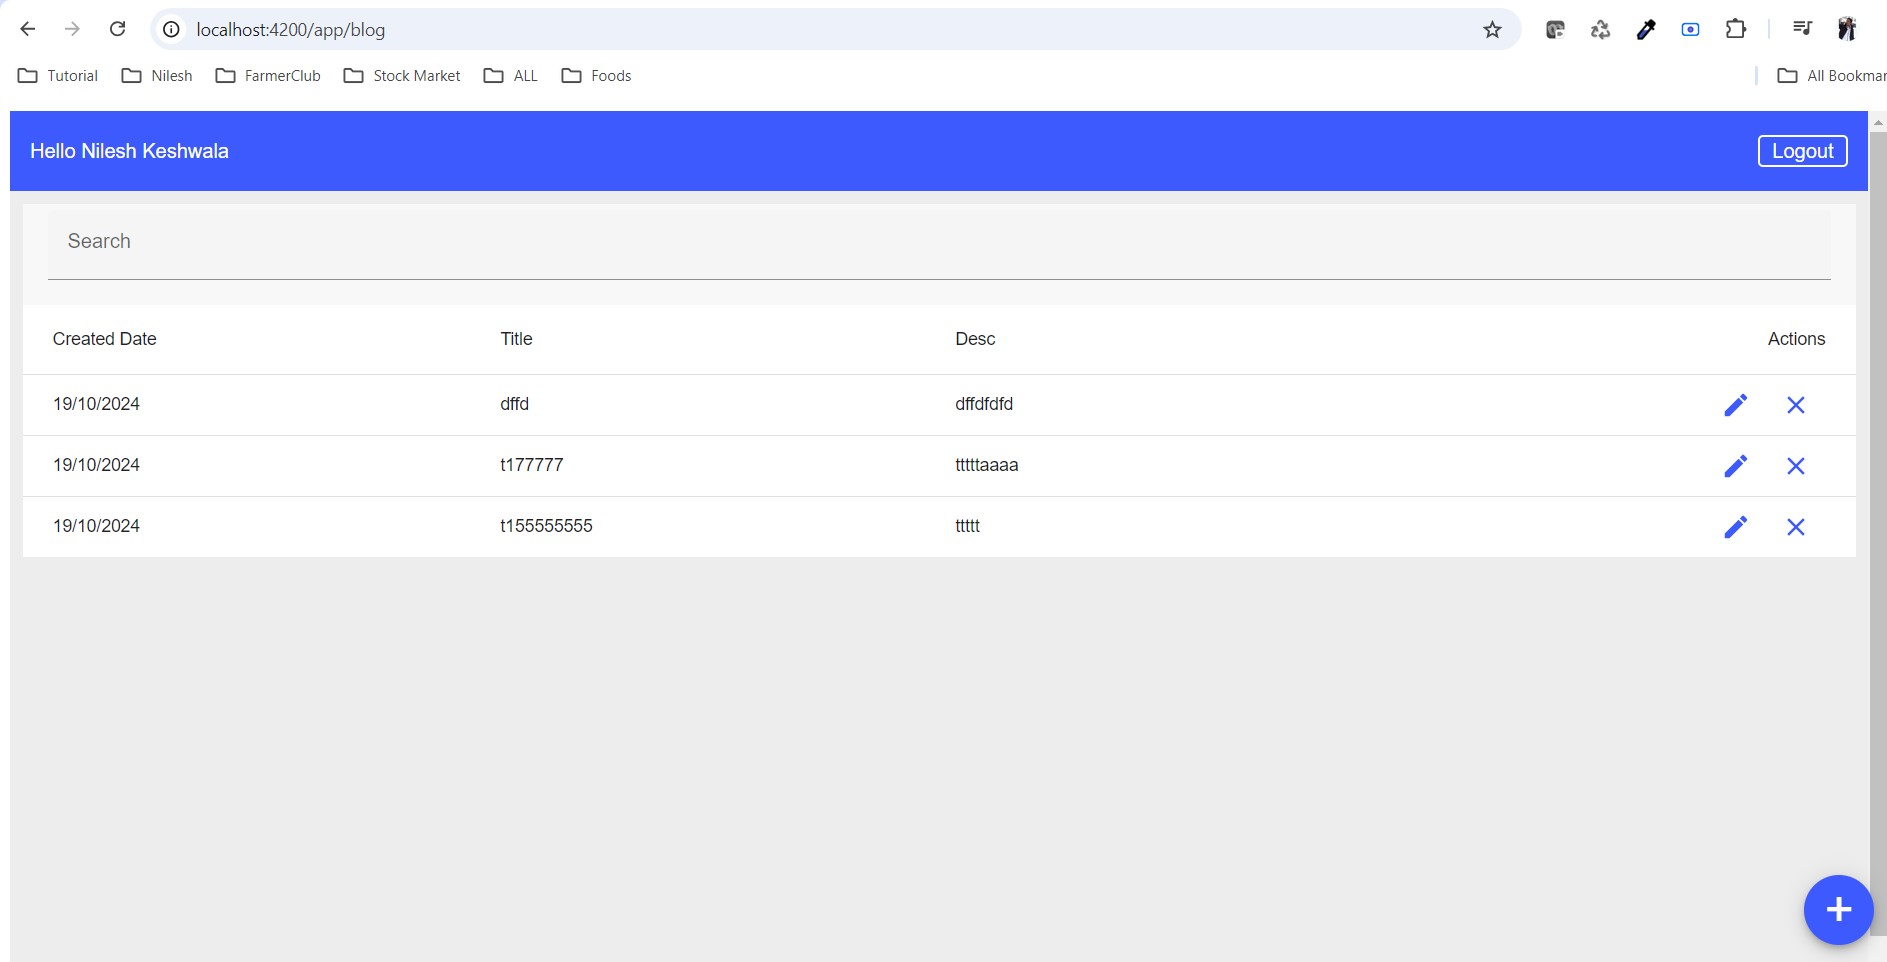 localhost:4200/app/blog
Tutorial Nilesh FarmerClub Stock Market ALL Foods All Bookmar
Hello Nilesh Keshwala Logout
Search
Created Date Title Desc Actions
19/10/2024 dffd dffdfdfd
19/10/2024 t177777 tttttaaaa
19/10/2024 t155555555 ttttt